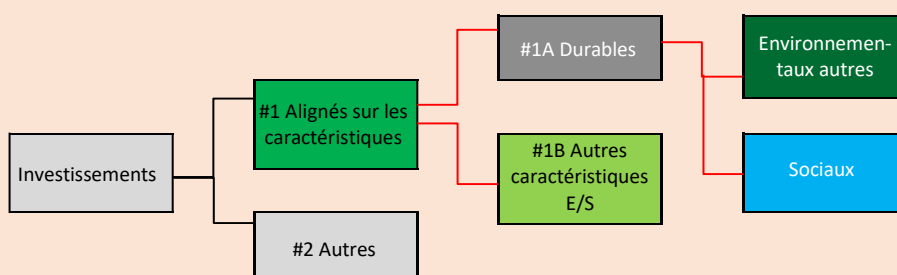 Investissements
#1 Alignés sur les
caractéristiques
#2 Autres
#1A Durables
#1B Autres
caractéristiques
E/S
Environnemen-
taux autres
Sociaux